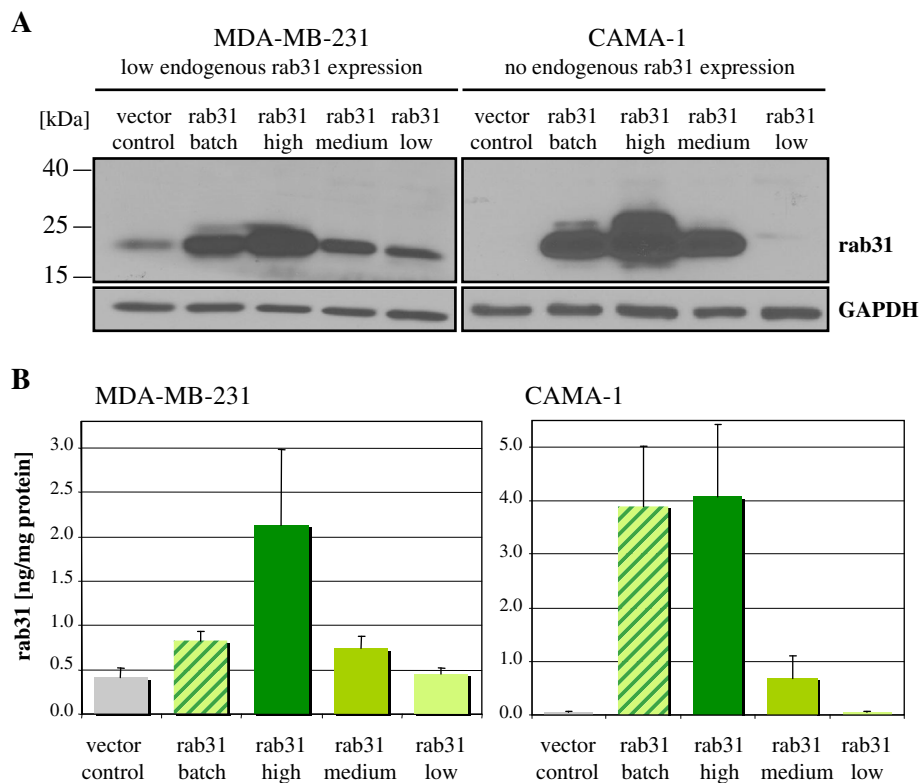 A
MDA-MB-231
low endogenous rab31 expression
CAMA-1
no endogenous rab31 expression
[kDa]
vector control
rab31 batch
rab31 high
rab31 medium
rab31 low
vector control
rab31 batch
rab31 high
rab31 medium
rab31 low
40
25
15
rab31
GAPDH
B
MDA-MB-231
CAMA-1
rab31 [ng/mg protein]
3.0
2.5
2.0
1.5
1.0
0.5
0.0
5.0
4.0
3.0
2.0
1.0
0.0
vector control
rab31 batch
rab31 high
rab31 medium
rab31 low
vector control
rab31 batch
rab31 high
rab31 medium
rab31 low